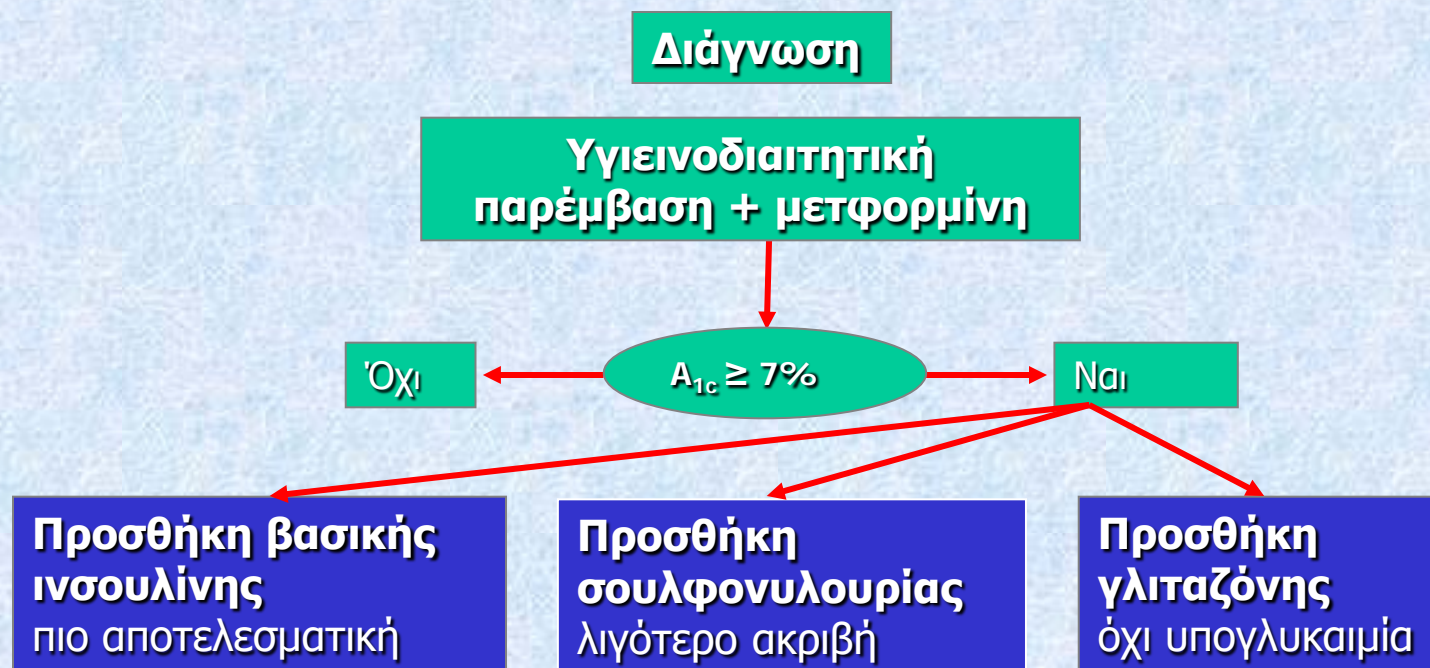 Διάγνωση
Υγιεινοδιαιτητική
παρέμβαση + μετφορμίνη
Όχι
A1c ≥ 7%
Ναι
Προσθήκη βασικής
ινσουλίνης
πιο αποτελεσματική
Προσθήκη
σουλφονυλουρίας
λιγότερο ακριβή
Προσθήκη
γλιταζόνης
όχι υπογλυκαιμία